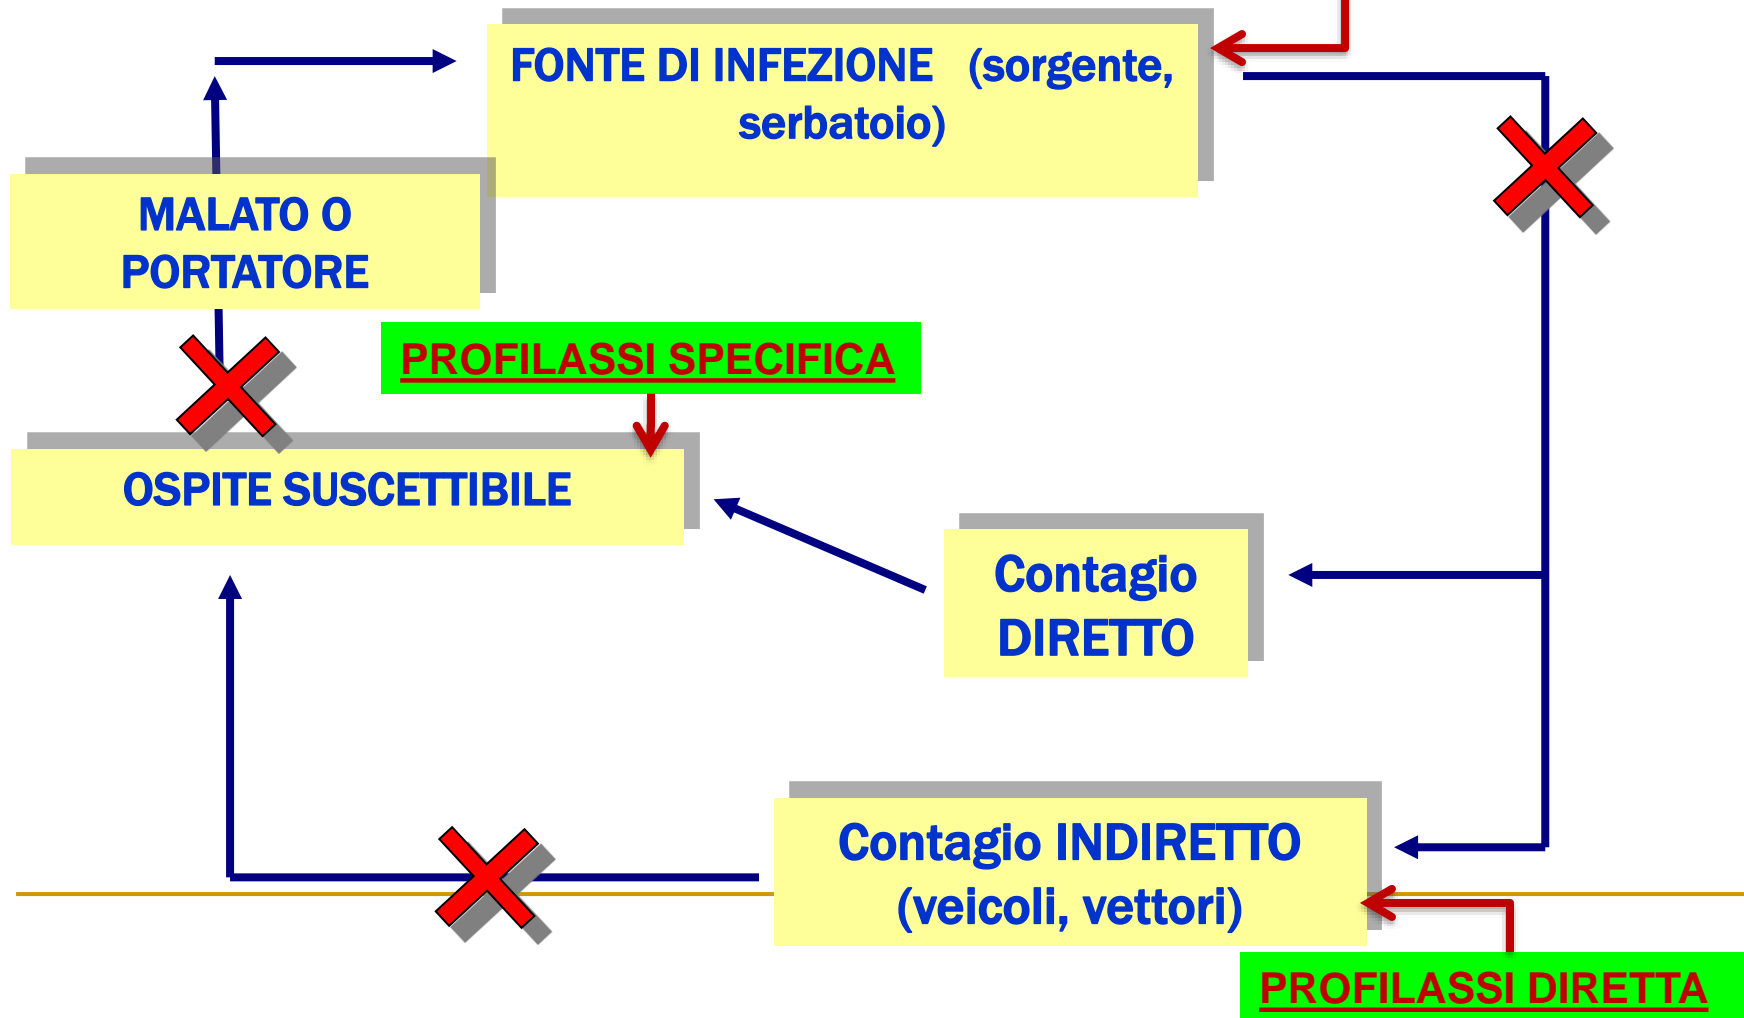 FONTE DI INFEZIONE (sorgente,
serbatoio)
MALATO O
PORTATORE
PROFILASSI SPECIFICA
OSPITE SUSCETTIBILE
Contagio
DIRETTO
Contagio INDIRETTO
(veicoli, vettori)
PROFILASSI DIRETTA